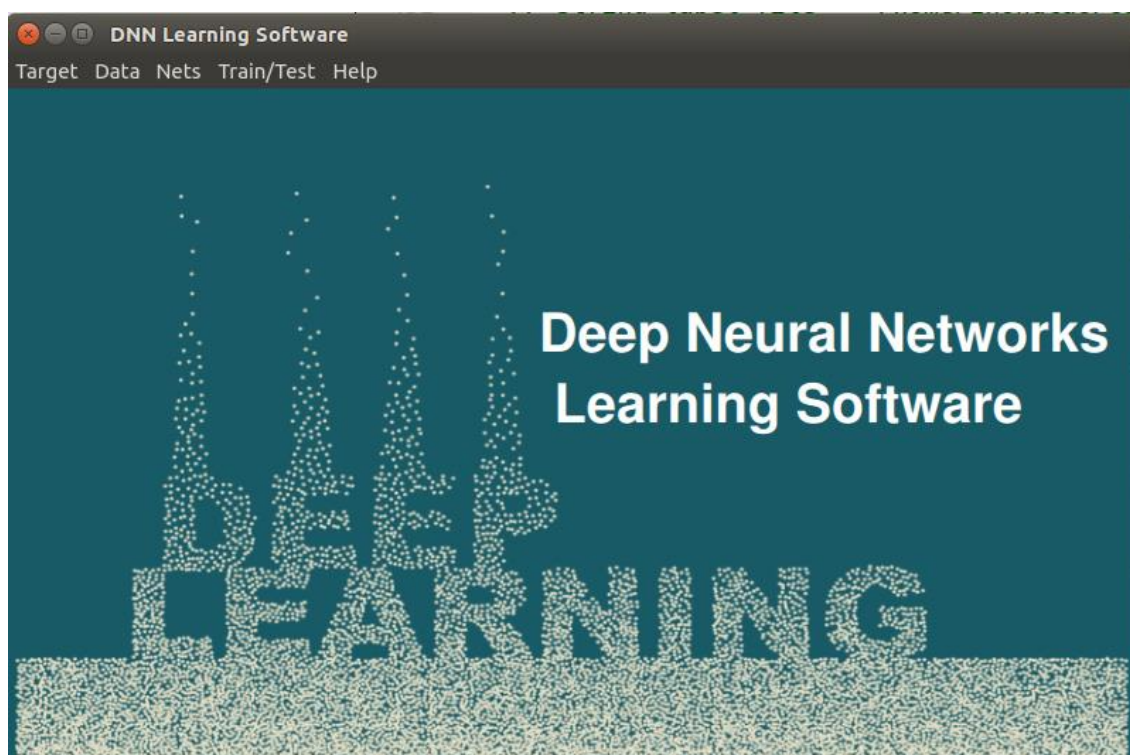 DNN Learning Software
Target Data Nets Train/Test Help
Deep Neural Networks
Learning Software
DEEP
LEARNING